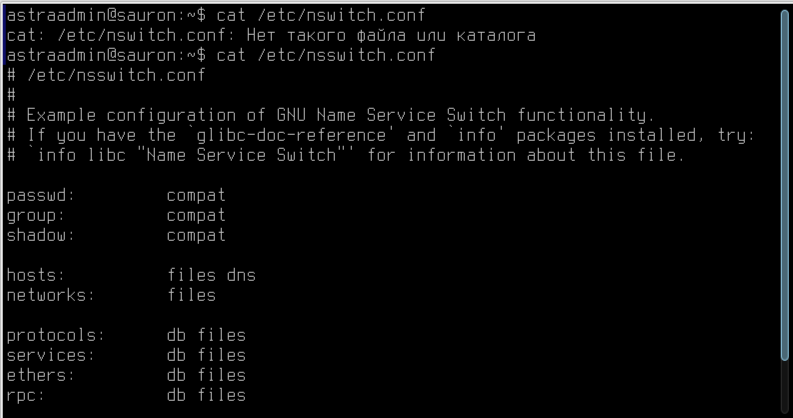 astraadmin@sauron:~$ cat /etc/nswitch.conf
cat: /etc/nswitch.conf: Нет такого файла или каталога
astraadmin@sauron:~$ cat /etc/nsswitch.conf
# /etc/nsswitch.conf
#
# Example configuration of GNU Name Service Switch functionality.
# If you have the `glibc-doc-reference' and `info' packages installed, try:
# `info libc "Name Service Switch"' for information about this file.
passwd: compat
group: compat
shadow: compat
hosts: files dns
networks: files
protocols: db files
services: db files
ethers: db files
rpc: db files